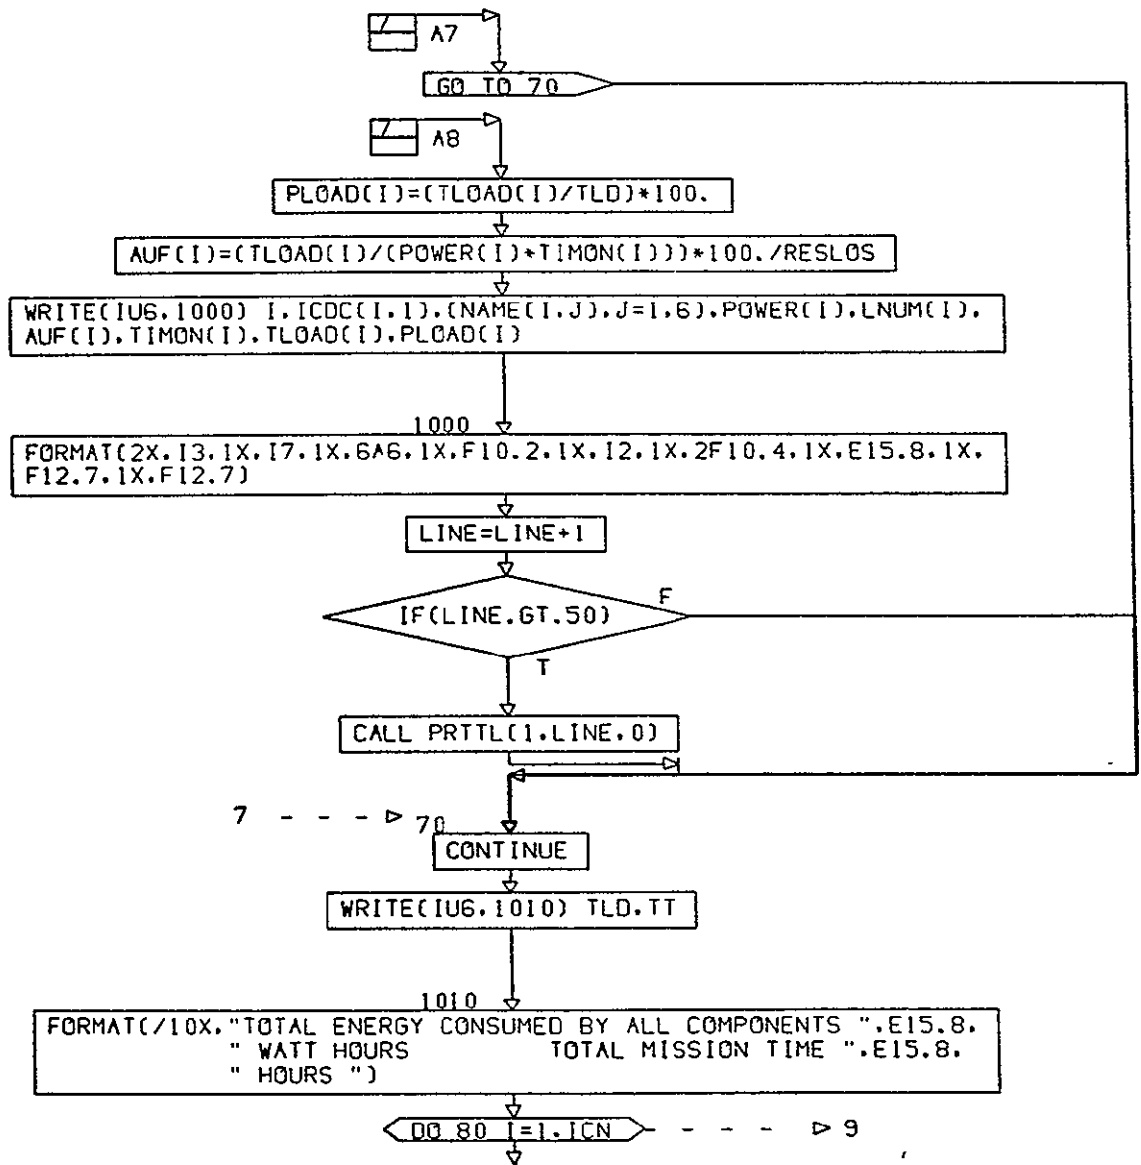 7
A7
GO TO 70
7
A8
PLOAD(I)=(TLOAD(I)/TLD)*100.
AUF(I)=(TLOAD(I)/(POWER(I)*TIMON(I)))*100./RESLOS
WRITE(IU6,1000) I,ICDC(I,1),(NAME(I,J),J=1,6),POWER(I),LNUM(I),
AUF(I),TIMON(I),TLOAD(I),PLOAD(I)
1000
FORMAT(2X,I3,1X,I7,1X,6A6,1X,F10.2,1X,I2,1X,2F10.4,1X,E15.8,1X,
F12.7,1X,F12.7)
LINE=LINE+1
IF(LINE.GT.50)
F
T
CALL PRTTL(1,LINE,0)
7 - - - ▷ 70
CONTINUE
WRITE(IU6,1010) TLD,TT
1010
FORMAT(/10X,"TOTAL ENERGY CONSUMED BY ALL COMPONENTS ",E15.8,
" WATT HOURS          TOTAL MISSION TIME ",E15.8,
" HOURS ")
DO 80 I=1,ICN - - - - ▷ 9